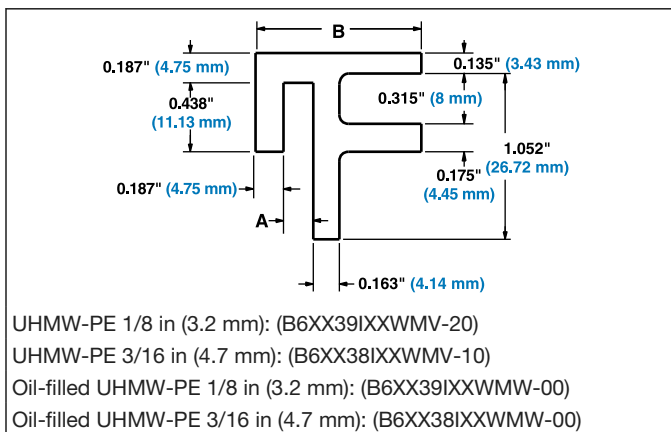 B
0.187" (4.75 mm)
0.135" (3.43 mm)
0.438"
(11.13 mm)
0.315" (8 mm)
1.052"
(26.72 mm)
0.187" (4.75 mm)
0.175"
(4.45 mm)
A
0.163" (4.14 mm)
UHMW-PE 1/8 in (3.2 mm): (B6XX39IXXWMV-20)
UHMW-PE 3/16 in (4.7 mm): (B6XX38IXXWMV-10)
Oil-filled UHMW-PE 1/8 in (3.2 mm): (B6XX39IXXWMW-00)
Oil-filled UHMW-PE 3/16 in (4.7 mm): (B6XX38IXXWMW-00)